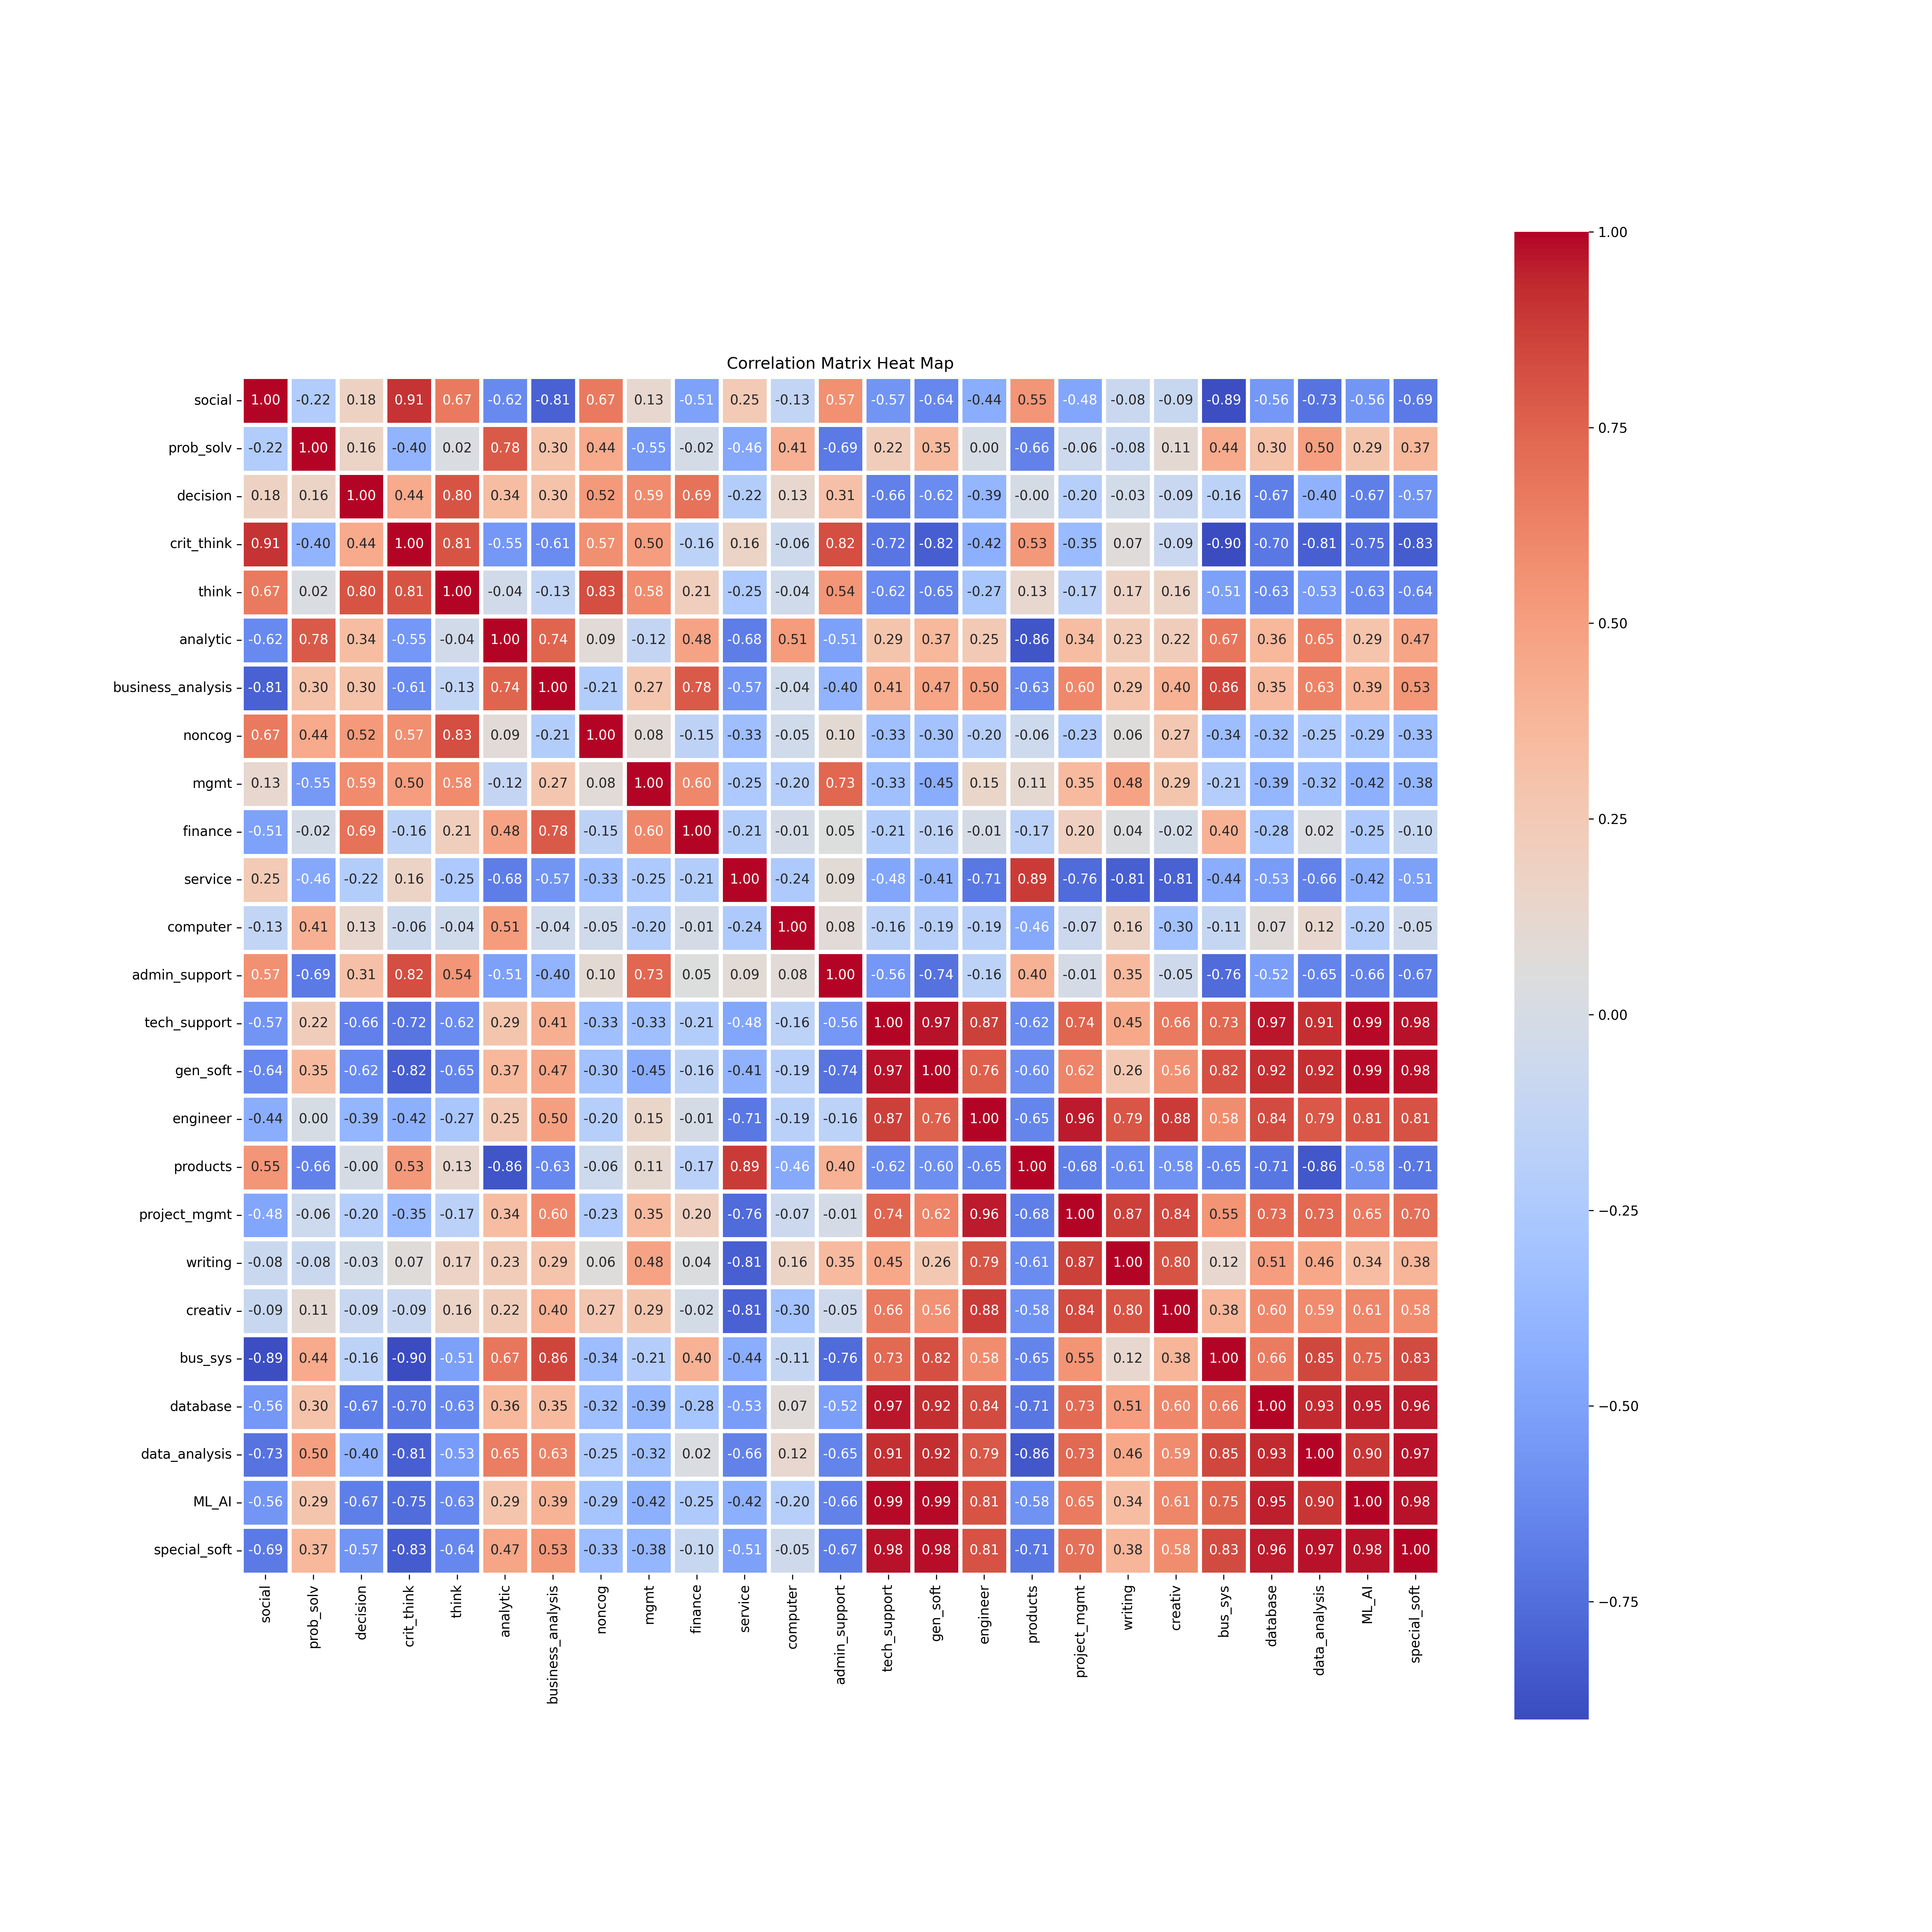 Correlation Matrix Heat Map
social 1.00 -0.22 0.18 0.91 0.67 -0.62 -0.81 0.67 0.13 -0.51 0.25 -0.13 0.57 -0.57 -0.64 -0.44 0.55 -0.48 -0.08 -0.09 -0.89 -0.56 -0.73 -0.56 -0.69
prob_solv -0.22 1.00 0.16 -0.40 0.02 0.78 0.30 0.44 -0.55 -0.02 -0.46 0.41 -0.69 0.22 0.35 0.00 -0.66 -0.06 -0.08 0.11 0.44 0.30 0.50 0.29 0.37
decision 0.18 0.16 1.00 0.44 0.80 0.34 0.30 0.52 0.59 0.69 -0.22 0.13 0.31 -0.66 -0.62 -0.39 -0.00 -0.20 -0.03 -0.09 -0.16 -0.67 -0.40 -0.67 -0.57
crit_think 0.91 -0.40 0.44 1.00 0.81 -0.55 -0.61 0.57 0.50 -0.16 0.16 -0.06 0.82 -0.72 -0.82 -0.42 0.53 -0.35 0.07 -0.09 -0.90 -0.70 -0.81 -0.75 -0.83
think 0.67 0.02 0.80 0.81 1.00 -0.04 -0.13 0.83 0.58 0.21 -0.25 -0.04 0.54 -0.62 -0.65 -0.27 0.13 -0.17 0.17 0.16 -0.51 -0.63 -0.53 -0.63 -0.64
analytic -0.62 0.78 0.34 -0.55 -0.04 1.00 0.74 0.09 -0.12 0.48 -0.68 0.51 -0.51 0.29 0.37 0.25 -0.86 0.34 0.23 0.22 0.67 0.36 0.65 0.29 0.47
business_analysis -0.81 0.30 0.30 -0.61 -0.13 0.74 1.00 -0.21 0.27 0.78 -0.57 -0.04 -0.40 0.41 0.47 0.50 -0.63 0.60 0.29 0.40 0.86 0.35 0.63 0.39 0.53
noncog 0.67 0.44 0.52 0.57 0.83 0.09 -0.21 1.00 0.08 -0.15 -0.33 -0.05 0.10 -0.33 -0.30 -0.20 -0.06 -0.23 0.06 0.27 -0.34 -0.32 -0.25 -0.29 -0.33
mgmt 0.13 -0.55 0.59 0.50 0.58 -0.12 0.27 0.08 1.00 0.60 -0.25 -0.20 0.73 -0.33 -0.45 0.15 0.11 0.35 0.48 0.29 -0.21 -0.39 -0.32 -0.42 -0.38
finance -0.51 -0.02 0.69 -0.16 0.21 0.48 0.78 -0.15 0.60 1.00 -0.21 -0.01 0.05 -0.21 -0.16 -0.01 -0.17 0.20 0.04 -0.02 0.40 -0.28 0.02 -0.25 -0.10
service 0.25 -0.46 -0.22 0.16 -0.25 -0.68 -0.57 -0.33 -0.25 -0.21 1.00 -0.24 0.09 -0.48 -0.41 -0.71 0.89 -0.76 -0.81 -0.81 -0.44 -0.53 -0.66 -0.42 -0.51
computer -0.13 0.41 0.13 -0.06 -0.04 0.51 -0.04 -0.05 -0.20 -0.01 -0.24 1.00 0.08 -0.16 -0.19 -0.19 -0.46 -0.07 0.16 -0.30 -0.11 0.07 0.12 -0.20 -0.05
admin_support 0.57 -0.69 0.31 0.82 0.54 -0.51 -0.40 0.10 0.73 0.05 0.09 0.08 1.00 -0.56 -0.74 -0.16 0.40 -0.01 0.35 -0.05 -0.76 -0.52 -0.65 -0.66 -0.67
tech_support -0.57 0.22 -0.66 -0.72 -0.62 0.29 0.41 -0.33 -0.33 -0.21 -0.48 -0.16 -0.56 1.00 0.97 0.87 -0.62 0.74 0.45 0.66 0.73 0.97 0.91 0.99 0.98
gen_soft -0.64 0.35 -0.62 -0.82 -0.65 0.37 0.47 -0.30 -0.45 -0.16 -0.41 -0.19 -0.74 0.97 1.00 0.76 -0.60 0.62 0.26 0.56 0.82 0.92 0.92 0.99 0.98
engineer -0.44 0.00 -0.39 -0.42 -0.27 0.25 0.50 -0.20 0.15 -0.01 -0.71 -0.19 -0.16 0.87 0.76 1.00 -0.65 0.96 0.79 0.88 0.58 0.84 0.79 0.81 0.81
products 0.55 -0.66 -0.00 0.53 0.13 -0.86 -0.63 -0.06 0.11 -0.17 0.89 -0.46 0.40 -0.62 -0.60 -0.65 1.00 -0.68 -0.61 -0.58 -0.65 -0.71 -0.86 -0.58 -0.71
project_mgmt -0.48 -0.06 -0.20 -0.35 -0.17 0.34 0.60 -0.23 0.35 0.20 -0.76 -0.07 -0.01 0.74 0.62 0.96 -0.68 1.00 0.87 0.84 0.55 0.73 0.73 0.65 0.70
writing -0.08 -0.08 -0.03 0.07 0.17 0.23 0.29 0.06 0.48 0.04 -0.81 0.16 0.35 0.45 0.26 0.79 -0.61 0.87 1.00 0.80 0.12 0.51 0.46 0.34 0.38
creativ -0.09 0.11 -0.09 -0.09 0.16 0.22 0.40 0.27 0.29 -0.02 -0.81 -0.30 -0.05 0.66 0.56 0.88 -0.58 0.84 0.80 1.00 0.38 0.60 0.59 0.61 0.58
bus_sys -0.89 0.44 -0.16 -0.90 -0.51 0.67 0.86 -0.34 -0.21 0.40 -0.44 -0.11 -0.76 0.73 0.82 0.58 -0.65 0.55 0.12 0.38 1.00 0.66 0.85 0.75 0.83
database -0.56 0.30 -0.67 -0.70 -0.63 0.36 0.35 -0.32 -0.39 -0.28 -0.53 0.07 -0.52 0.97 0.92 0.84 -0.71 0.73 0.51 0.60 0.66 1.00 0.93 0.95 0.96
data_analysis -0.73 0.50 -0.40 -0.81 -0.53 0.65 0.63 -0.25 -0.32 0.02 -0.66 0.12 -0.65 0.91 0.92 0.79 -0.86 0.73 0.46 0.59 0.85 0.93 1.00 0.90 0.97
ML_AI -0.56 0.29 -0.67 -0.75 -0.63 0.29 0.39 -0.29 -0.42 -0.25 -0.42 -0.20 -0.66 0.99 0.99 0.81 -0.58 0.65 0.34 0.61 0.75 0.95 0.90 1.00 0.98
special_soft -0.69 0.37 -0.57 -0.83 -0.64 0.47 0.53 -0.33 -0.38 -0.10 -0.51 -0.05 -0.67 0.98 0.98 0.81 -0.71 0.70 0.38 0.58 0.83 0.96 0.97 0.98 1.00
social prob_solv decision crit_think think analytic business_analysis noncog mgmt finance service computer admin_support tech_support gen_soft engineer products project_mgmt writing creativ bus_sys database data_analysis ML_AI special_soft
1.00
0.75
0.50
0.25
0.00
−0.25
−0.50
−0.75